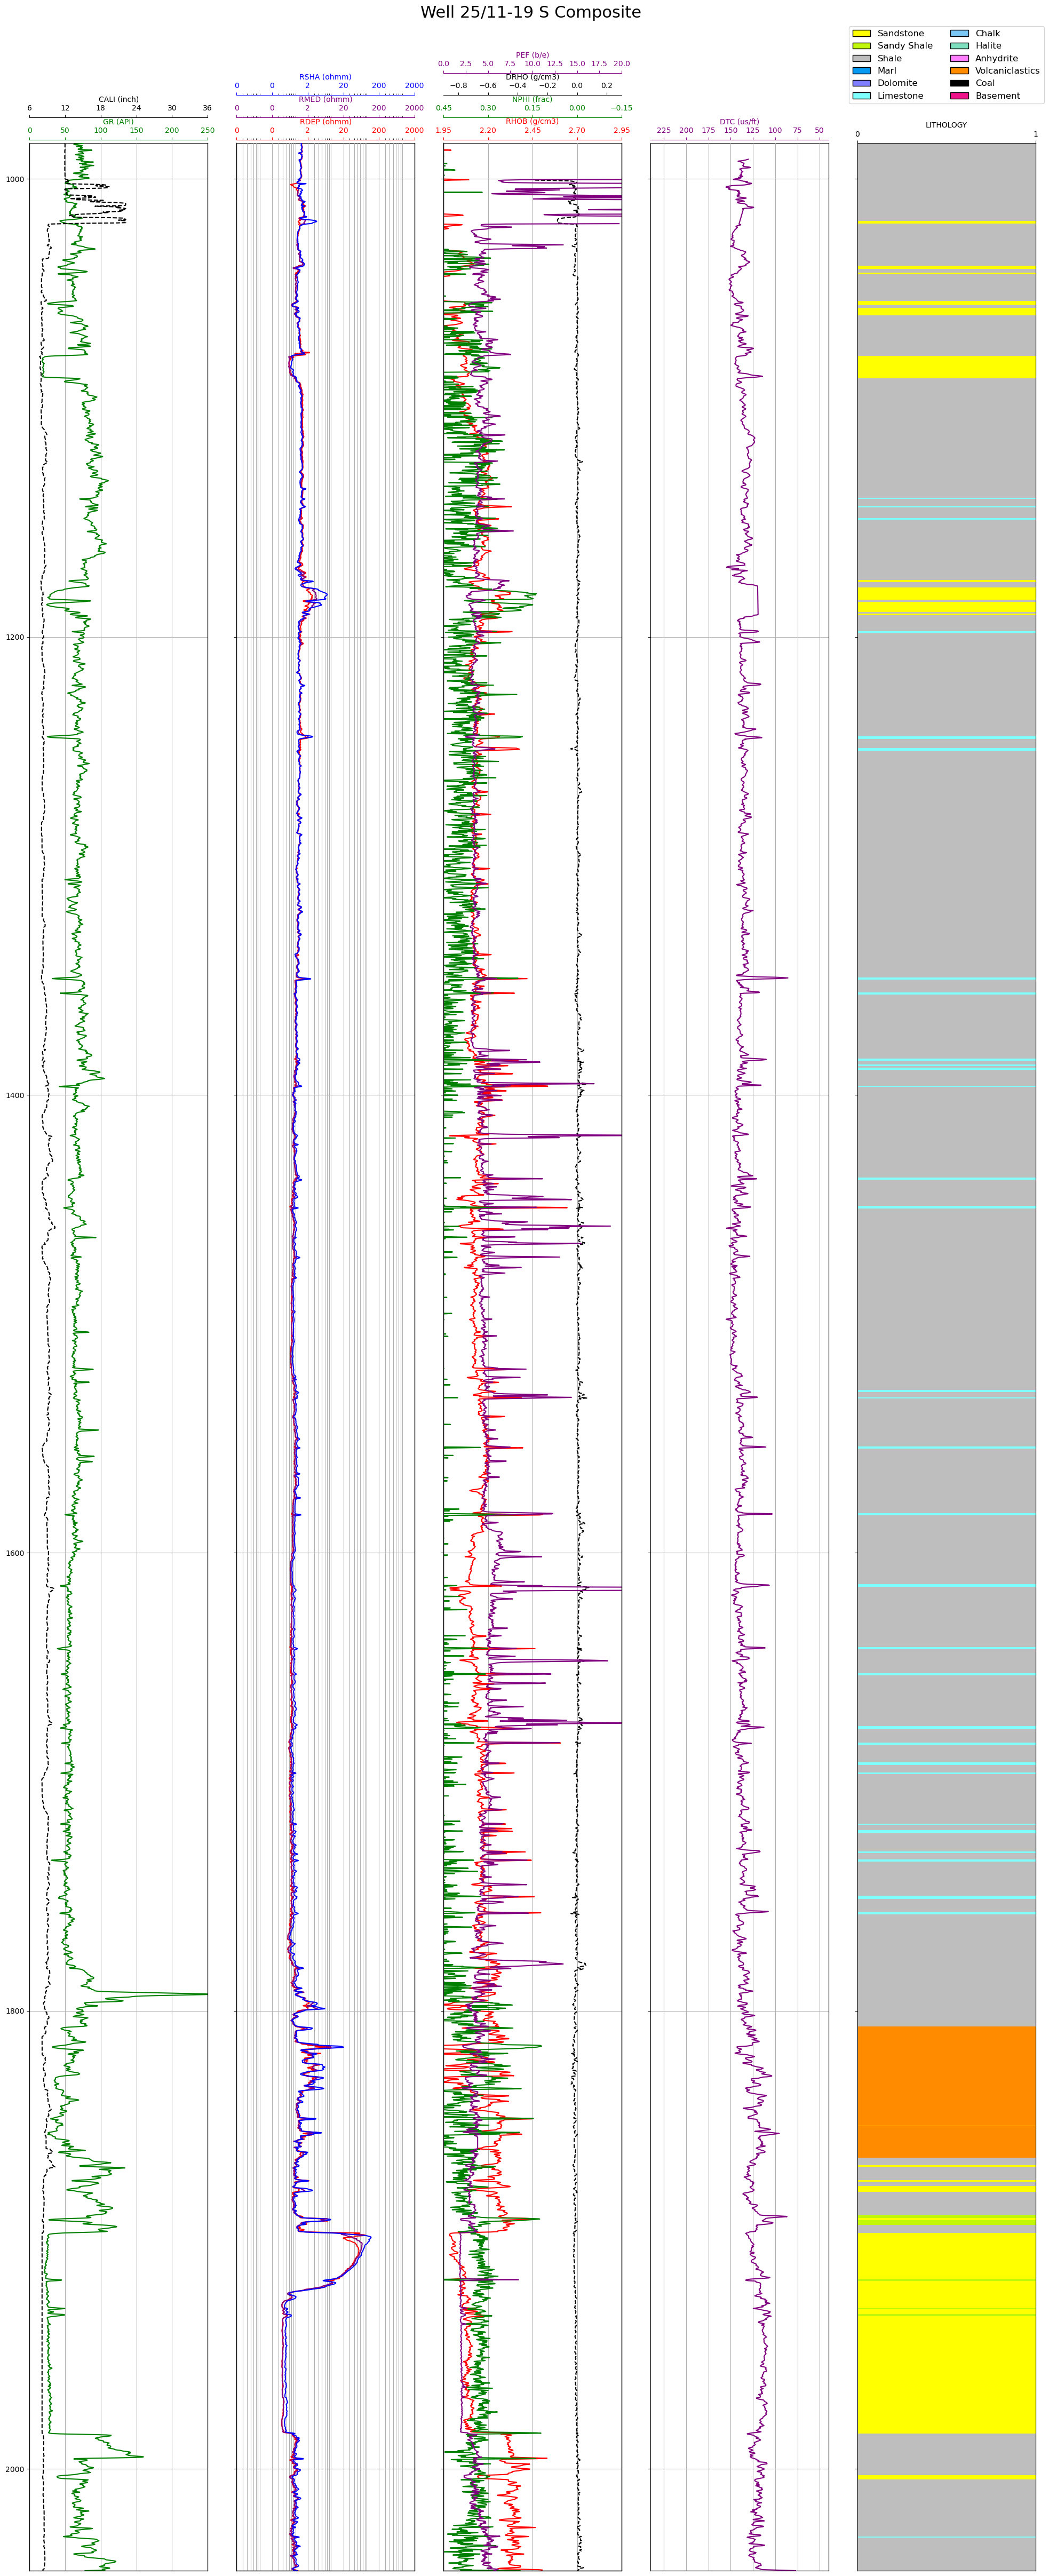 Well 25/11-19 S Composite
Sandstone Chalk
Sandy Shale Halite
Shale Anhydrite
Marl Volcaniclastics
Dolomite Coal
Limestone Basement
PEF (b/e)
0.0 2.5 5.0 7.5 10.0 12.5 15.0 17.5 20.0
RSHA (ohmm) DRHO (g/cm3)
0 0 2 20 200 2000 −0.8 −0.6 −0.4 −0.2 0.0 0.2
CALI (inch) RMED (ohmm) NPHI (frac)
6 12 18 24 30 36 0 0 2 20 200 2000 0.45 0.30 0.15 0.00 −0.15
GR (API) RDEP (ohmm) RHOB (g/cm3) DTC (us/ft) LITHOLOGY
0 50 100 150 200 250 0 0 2 20 200 2000 1.95 2.20 2.45 2.70 2.95 225 200 175 150 125 100 75 50 0 1
1000
1200
1400
1600
1800
2000